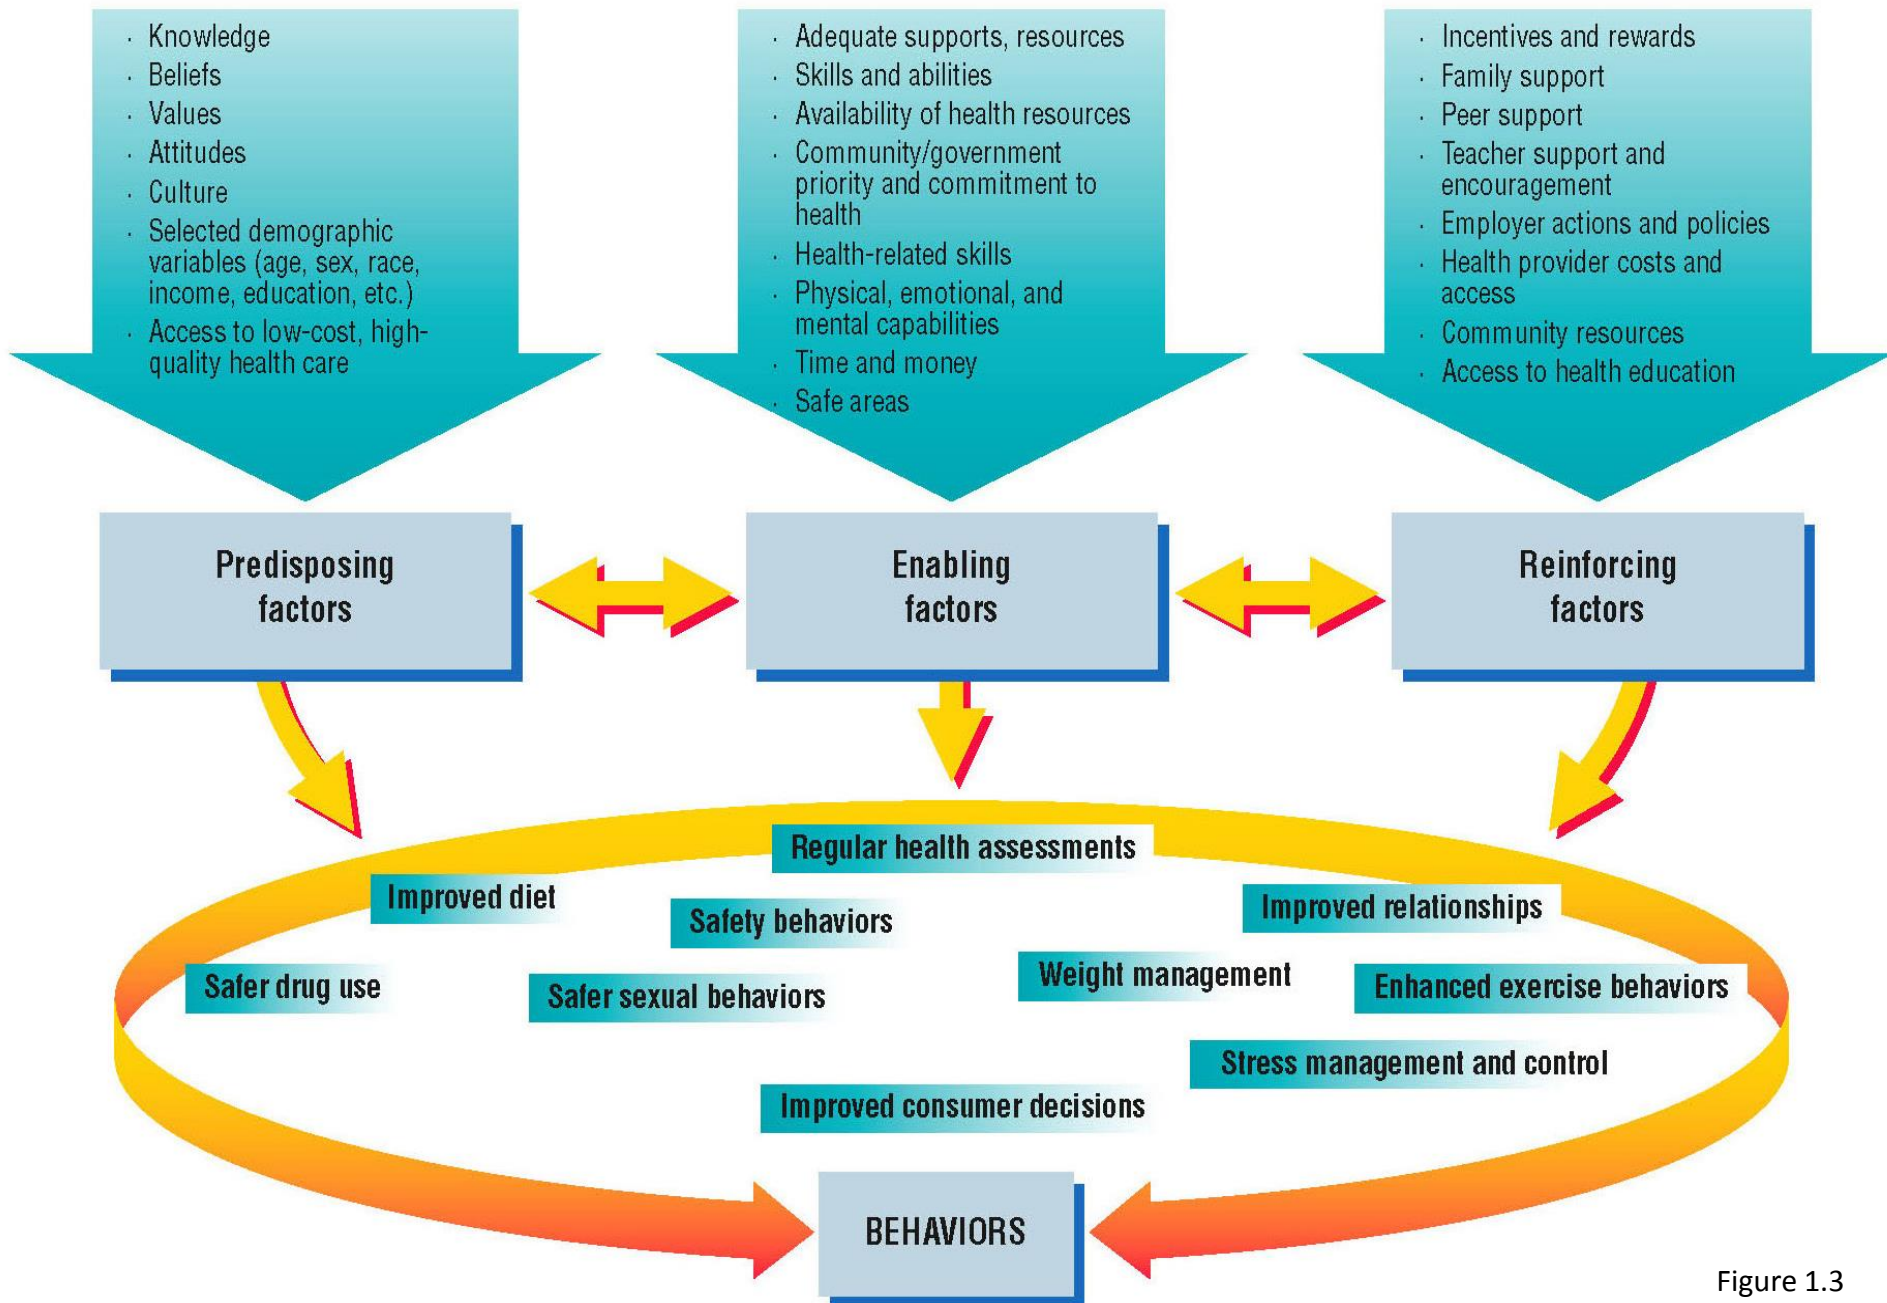 · Knowledge
· Beliefs
· Values
· Attitudes
· Culture
· Selected demographic
variables (age, sex, race,
income, education, etc.)
· Access to low-cost, high-
quality health care
· Adequate supports, resources
· Skills and abilities
· Availability of health resources
· Community/government
priority and commitment to
health
· Health-related skills
· Physical, emotional, and
mental capabilities
· Time and money
· Safe areas
· Incentives and rewards
· Family support
· Peer support
· Teacher support and
encouragement
· Employer actions and policies
· Health provider costs and
access
· Community resources
· Access to health education
Predisposing
factors
Enabling
factors
Reinforcing
factors
Regular health assessments
Improved diet
Safety behaviors
Improved relationships
Safer drug use
Safer sexual behaviors
Weight management
Enhanced exercise behaviors
Stress management and control
Improved consumer decisions
BEHAVIORS
Figure 1.3